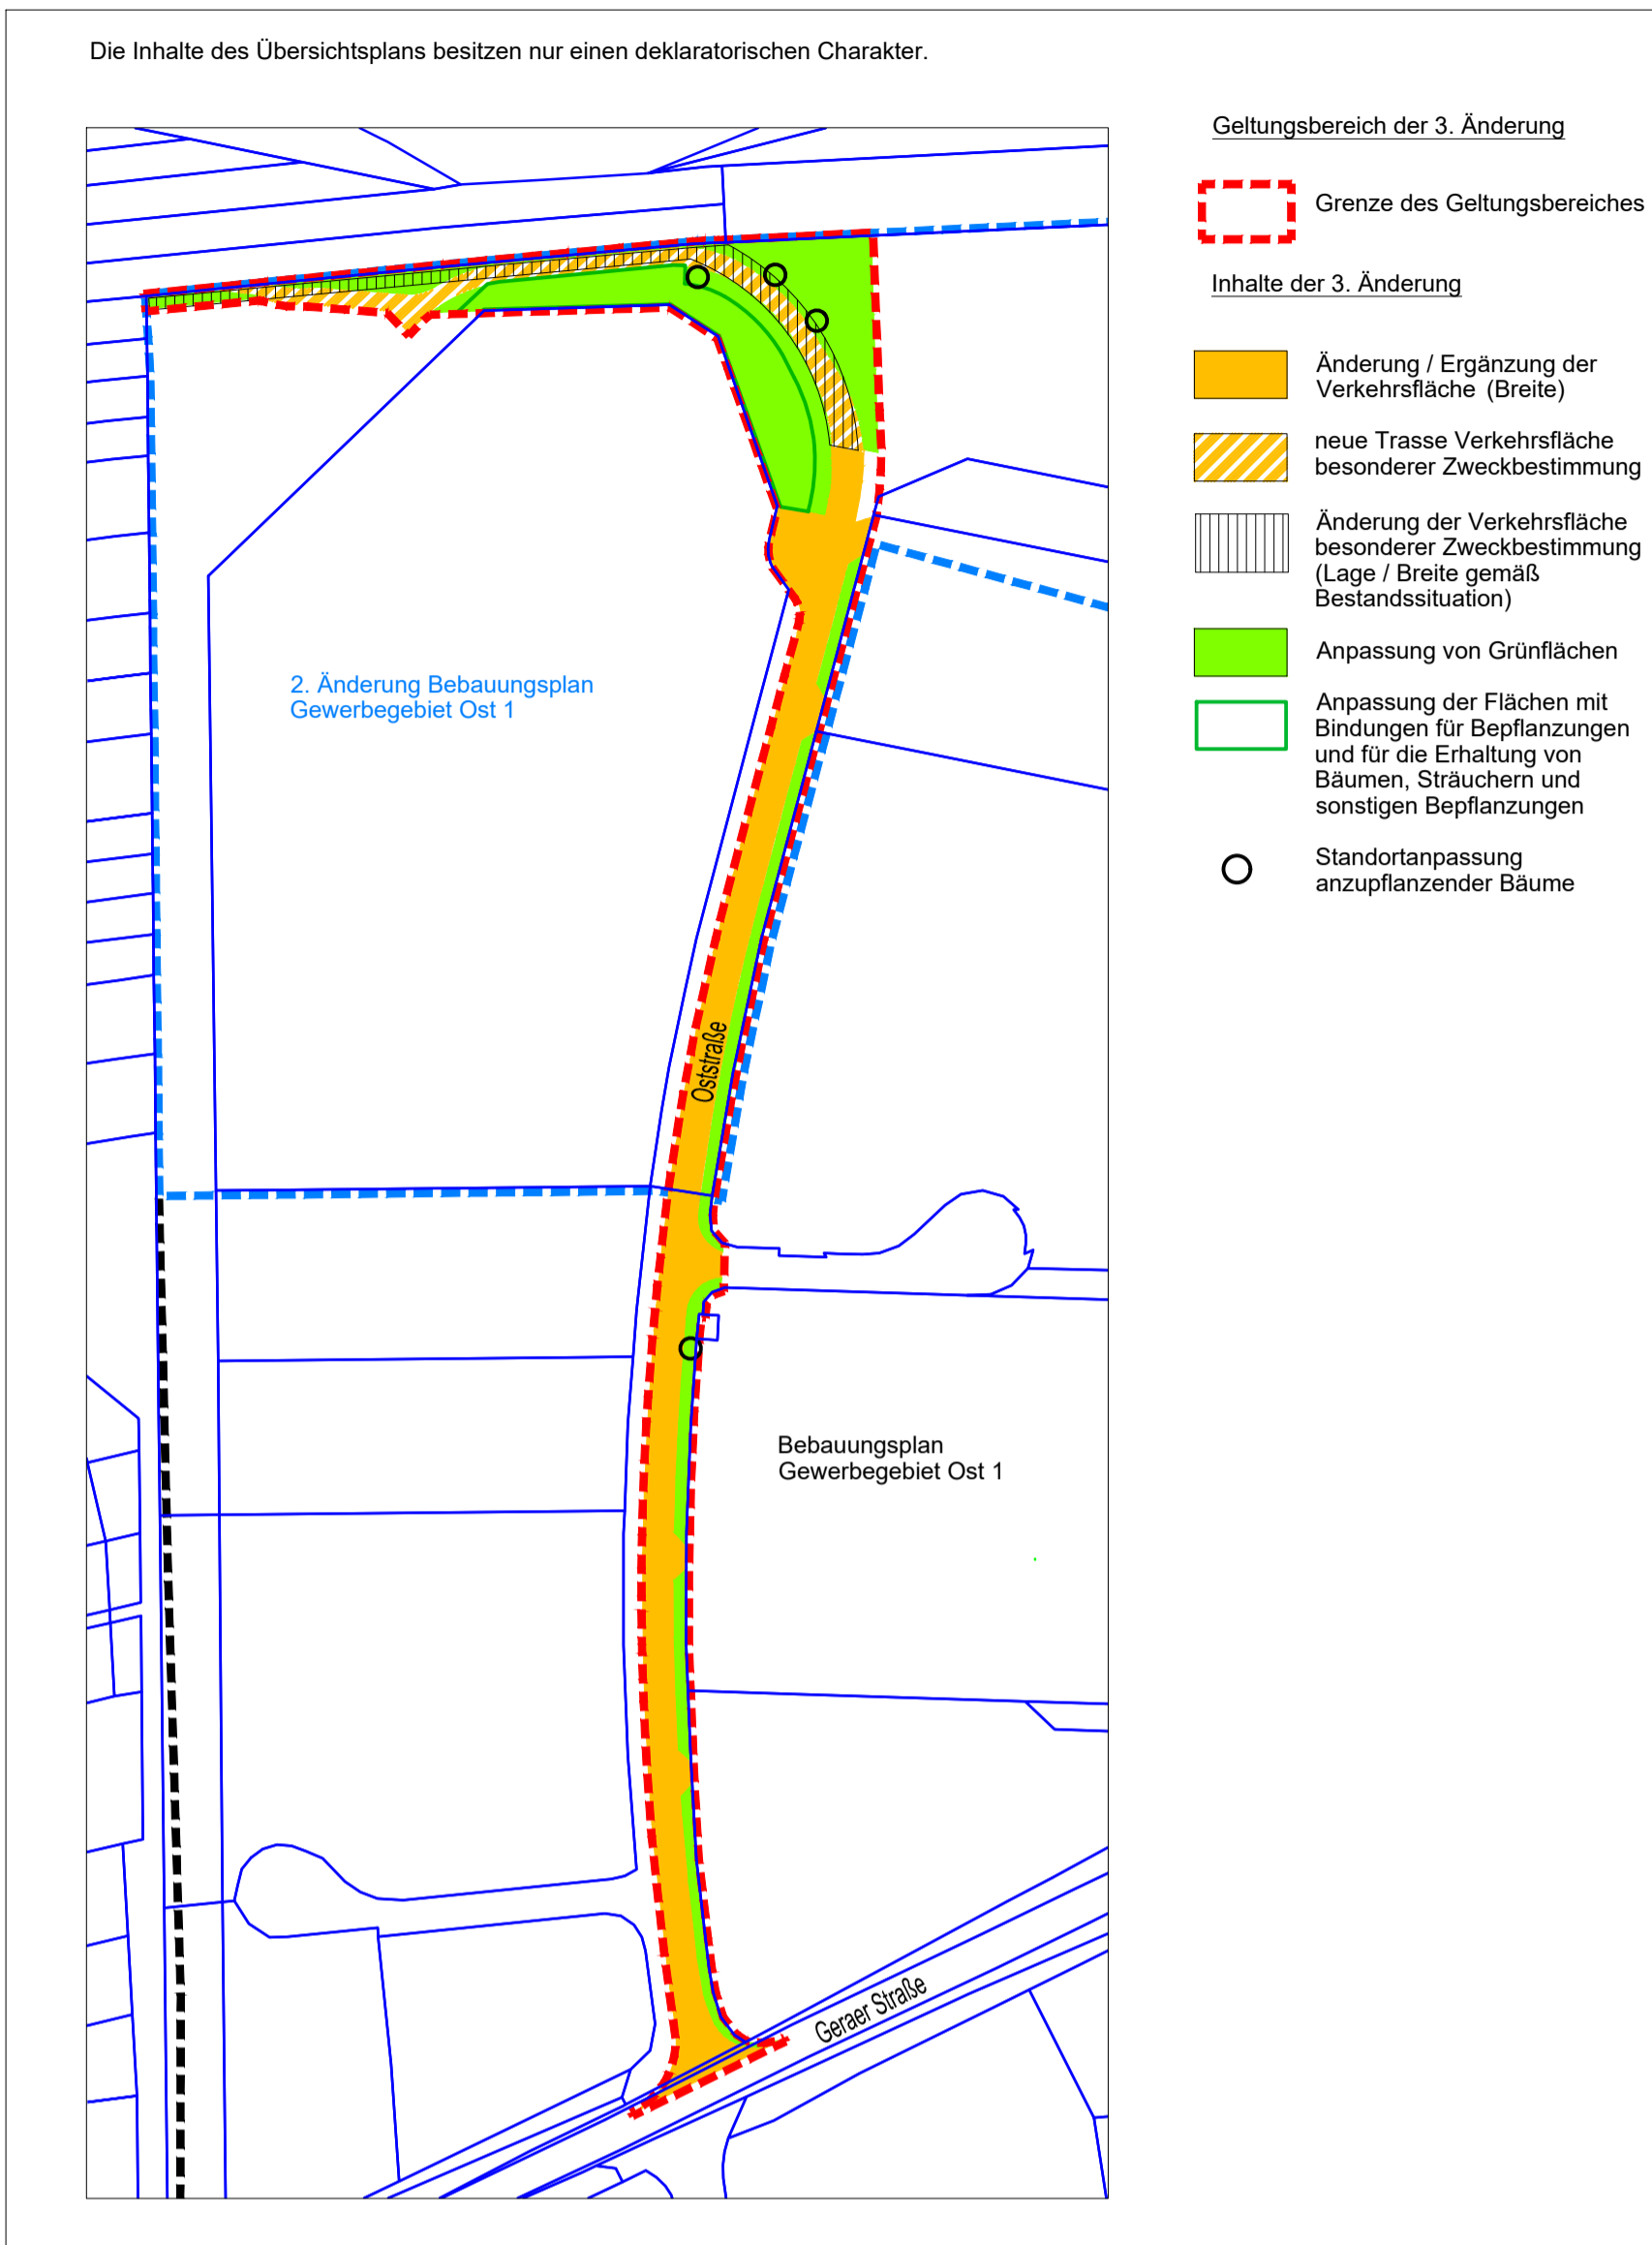 Die Inhalte des Übersichtsplans besitzen nur einen deklaratorischen Charakter.
Geltungsbereich der 3. Änderung
Grenze des Geltungsbereiches
Inhalte der 3. Änderung
Änderung / Ergänzung der
Verkehrsfläche (Breite)
neue Trasse Verkehrsfläche
besonderer Zweckbestimmung
Änderung der Verkehrsfläche
besonderer Zweckbestimmung
(Lage / Breite gemäß
Bestandssituation)
Anpassung von Grünflächen
Anpassung der Flächen mit
Bindungen für Bepflanzungen
und für die Erhaltung von
Bäumen, Sträuchern und
sonstigen Bepflanzungen
Standortanpassung
anzupflanzender Bäume
2. Änderung Bebauungsplan
Gewerbegebiet Ost 1
Oststraße
Bebauungsplan
Gewerbegebiet Ost 1
Geraer Straße